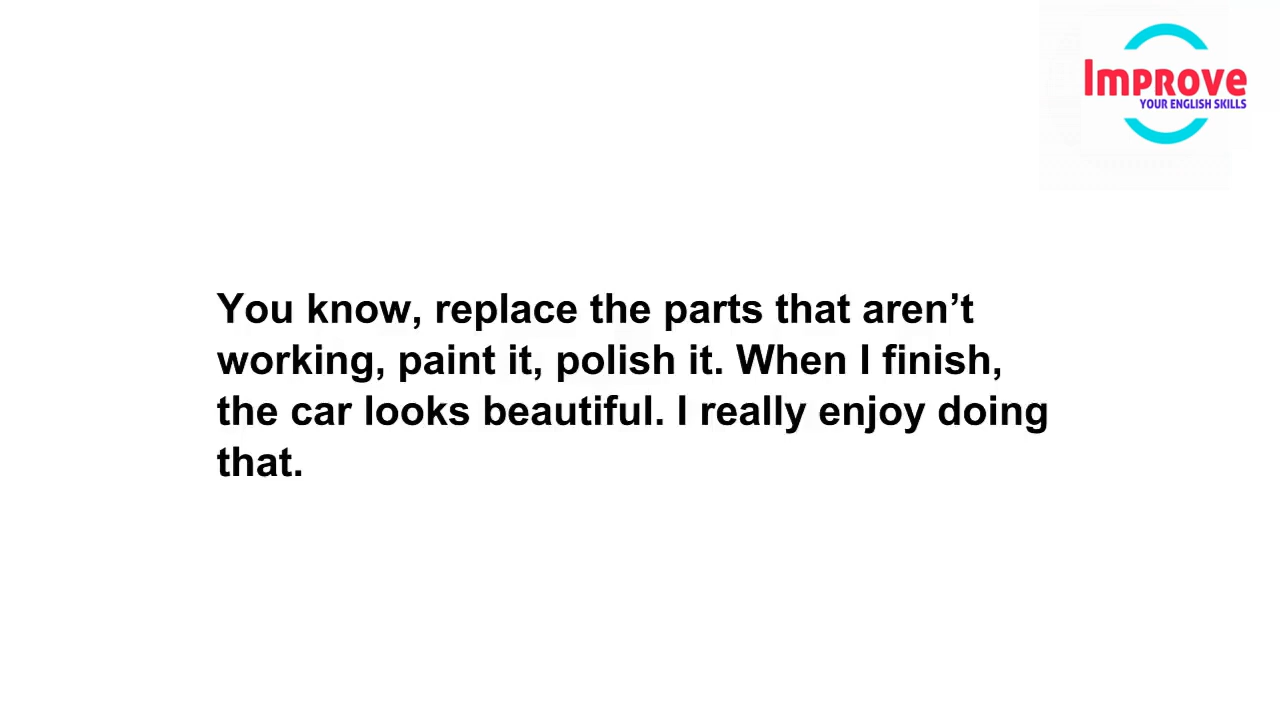 Improve
YOUR ENGLISH SKILLS
You know, replace the parts that aren’t
working, paint it, polish it. When I finish,
the car looks beautiful. I really enjoy doing
that.